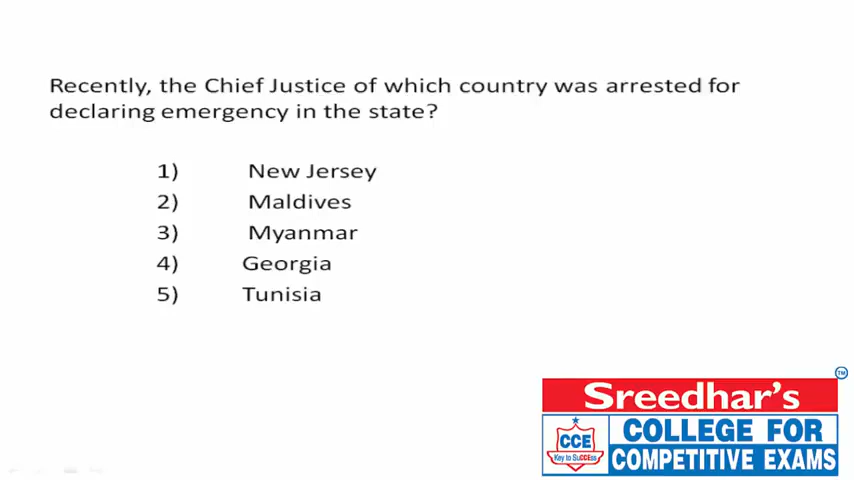 Recently, the Chief Justice of which country was arrested for
declaring emergency in the state?
1) New Jersey
2) Maldives
3) Myanmar
4) Georgia
5) Tunisia
TM
Sreedhar's
CCE
Key to SuCCEss
COLLEGE FOR
COMPETITIVE EXAMS